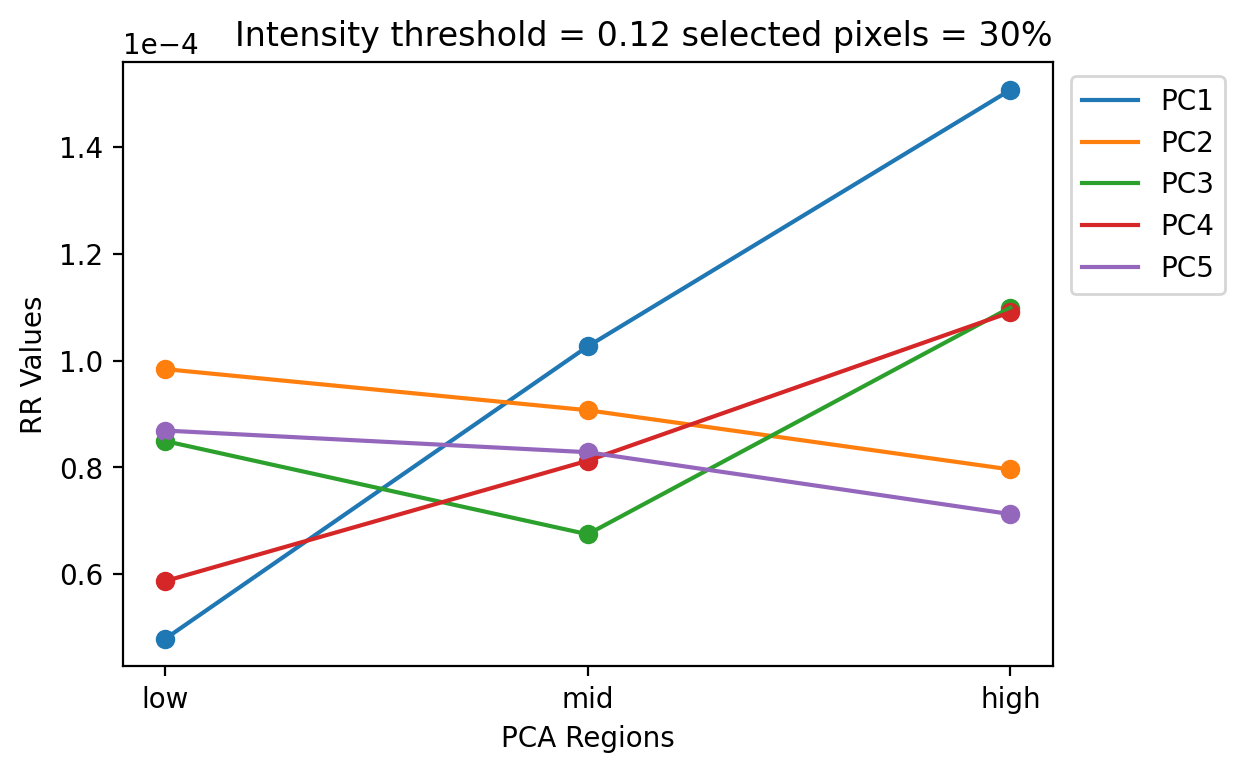 1e−4
Intensity threshold = 0.12 selected pixels = 30%
1.4
1.2
1.0
0.8
0.6
RR Values
low
mid
high
PCA Regions
PC1
PC2
PC3
PC4
PC5